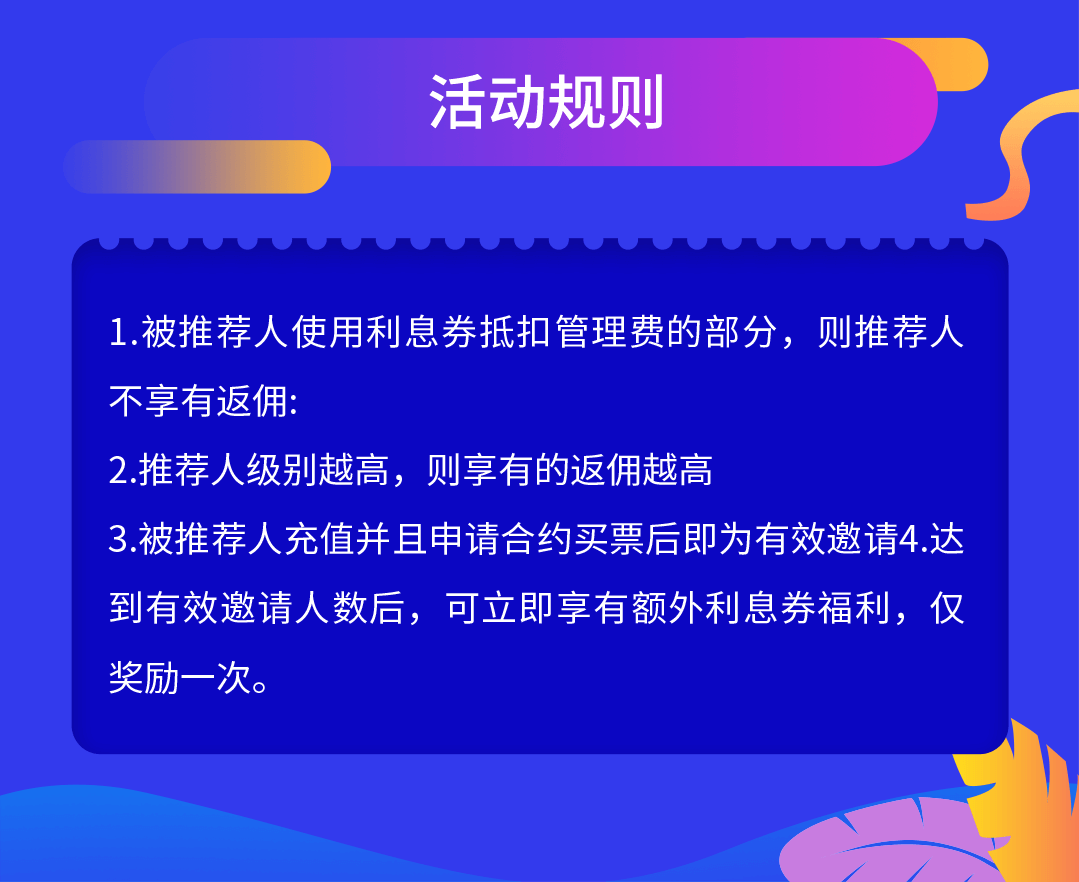 活动规则
1.被推荐人使用利息券抵扣管理费的部分，则推荐人
不享有返佣:
2.推荐人级别越高，则享有的返佣越高
3.被推荐人充值并且申请合约买票后即为有效邀请4.达
到有效邀请人数后，可立即享有额外利息券福利，仅
奖励一次。